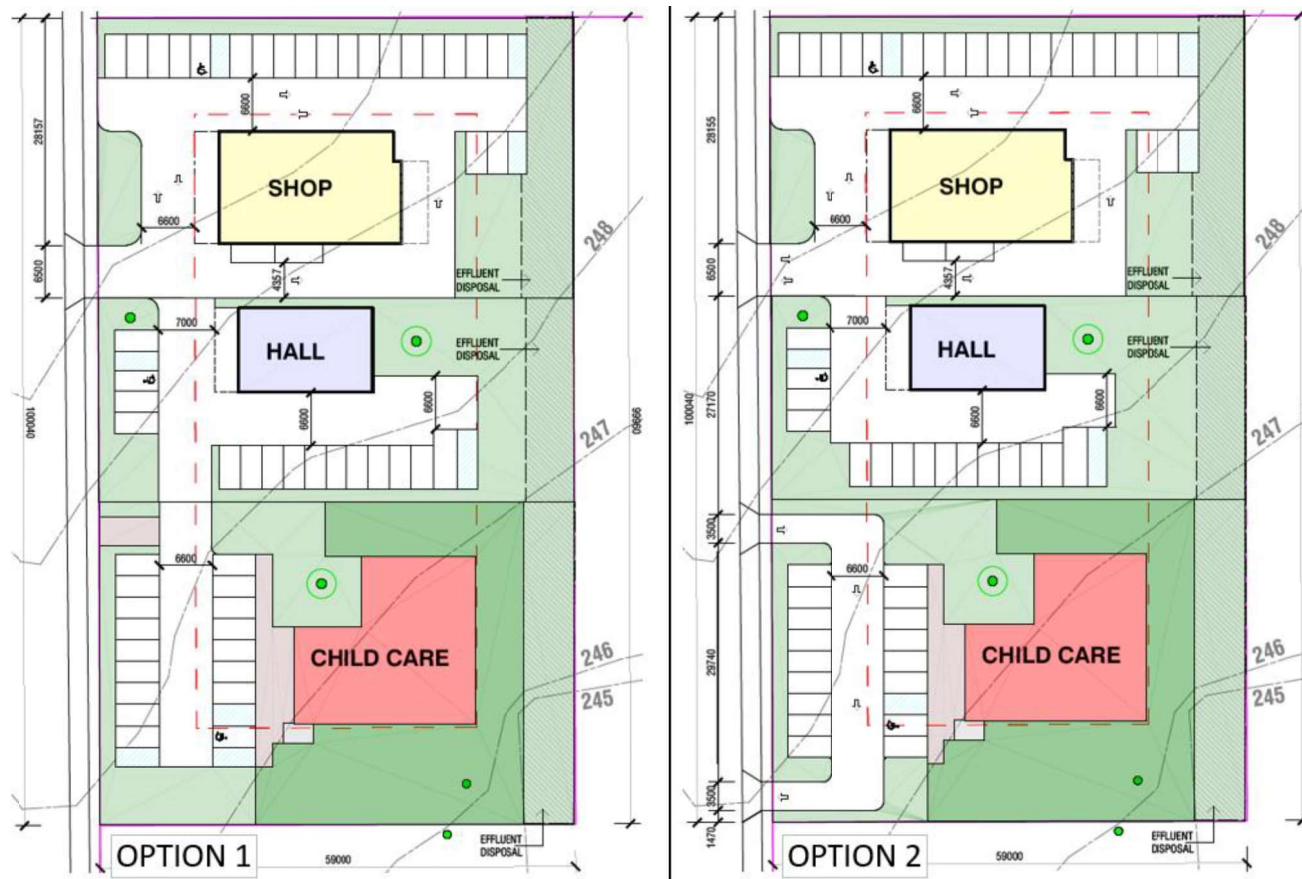 28157
6600
SHOP
6600
6500
4357
EFFLUENT
DISPOSAL
248
7000
HALL
EFFLUENT
DISPOSAL
6600
6600
100040
99960
247
6600
CHILD CARE
246
245
EFFLUENT
DISPOSAL
OPTION 1
59000
28155
6600
SHOP
6600
6500
4357
EFFLUENT
DISPOSAL
248
7000
HALL
EFFLUENT
DISPOSAL
6600
6600
100040
27170
247
3500
6600
29740
CHILD CARE
246
245
3500
1470
EFFLUENT
DISPOSAL
OPTION 2
59000